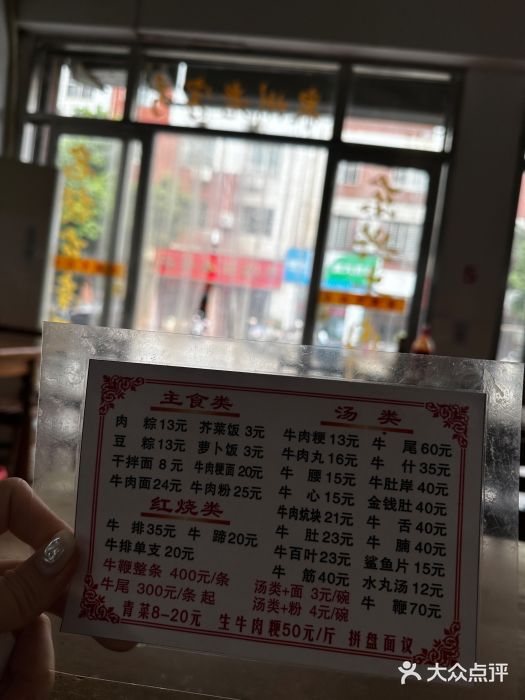 主食类
肉粽13元 芥菜饭3元
豆粽13元 萝卜饭3元
干拌面8元 牛肉粳面20元
牛肉面24元 牛肉粉25元
红烧类
牛排35元 牛蹄20元
牛排单支20元
牛鞭整条 400元/条
牛尾 300元/条 起
汤类
牛肉粳13元 牛尾60元
牛肉丸16元 牛什35元
牛腰15元 牛肚岸40元
牛心15元 金钱肚40元
牛肉炕块21元 牛舌40元
牛肚23元 牛腩40元
牛百叶23元 鲨鱼片15元
牛筋40元 水丸汤12元
汤类+面 3元/碗 牛鞭70元
汤类+粉 4元/碗
青菜8-20元 生牛肉粳50元/斤 拼盘面议
大众点评